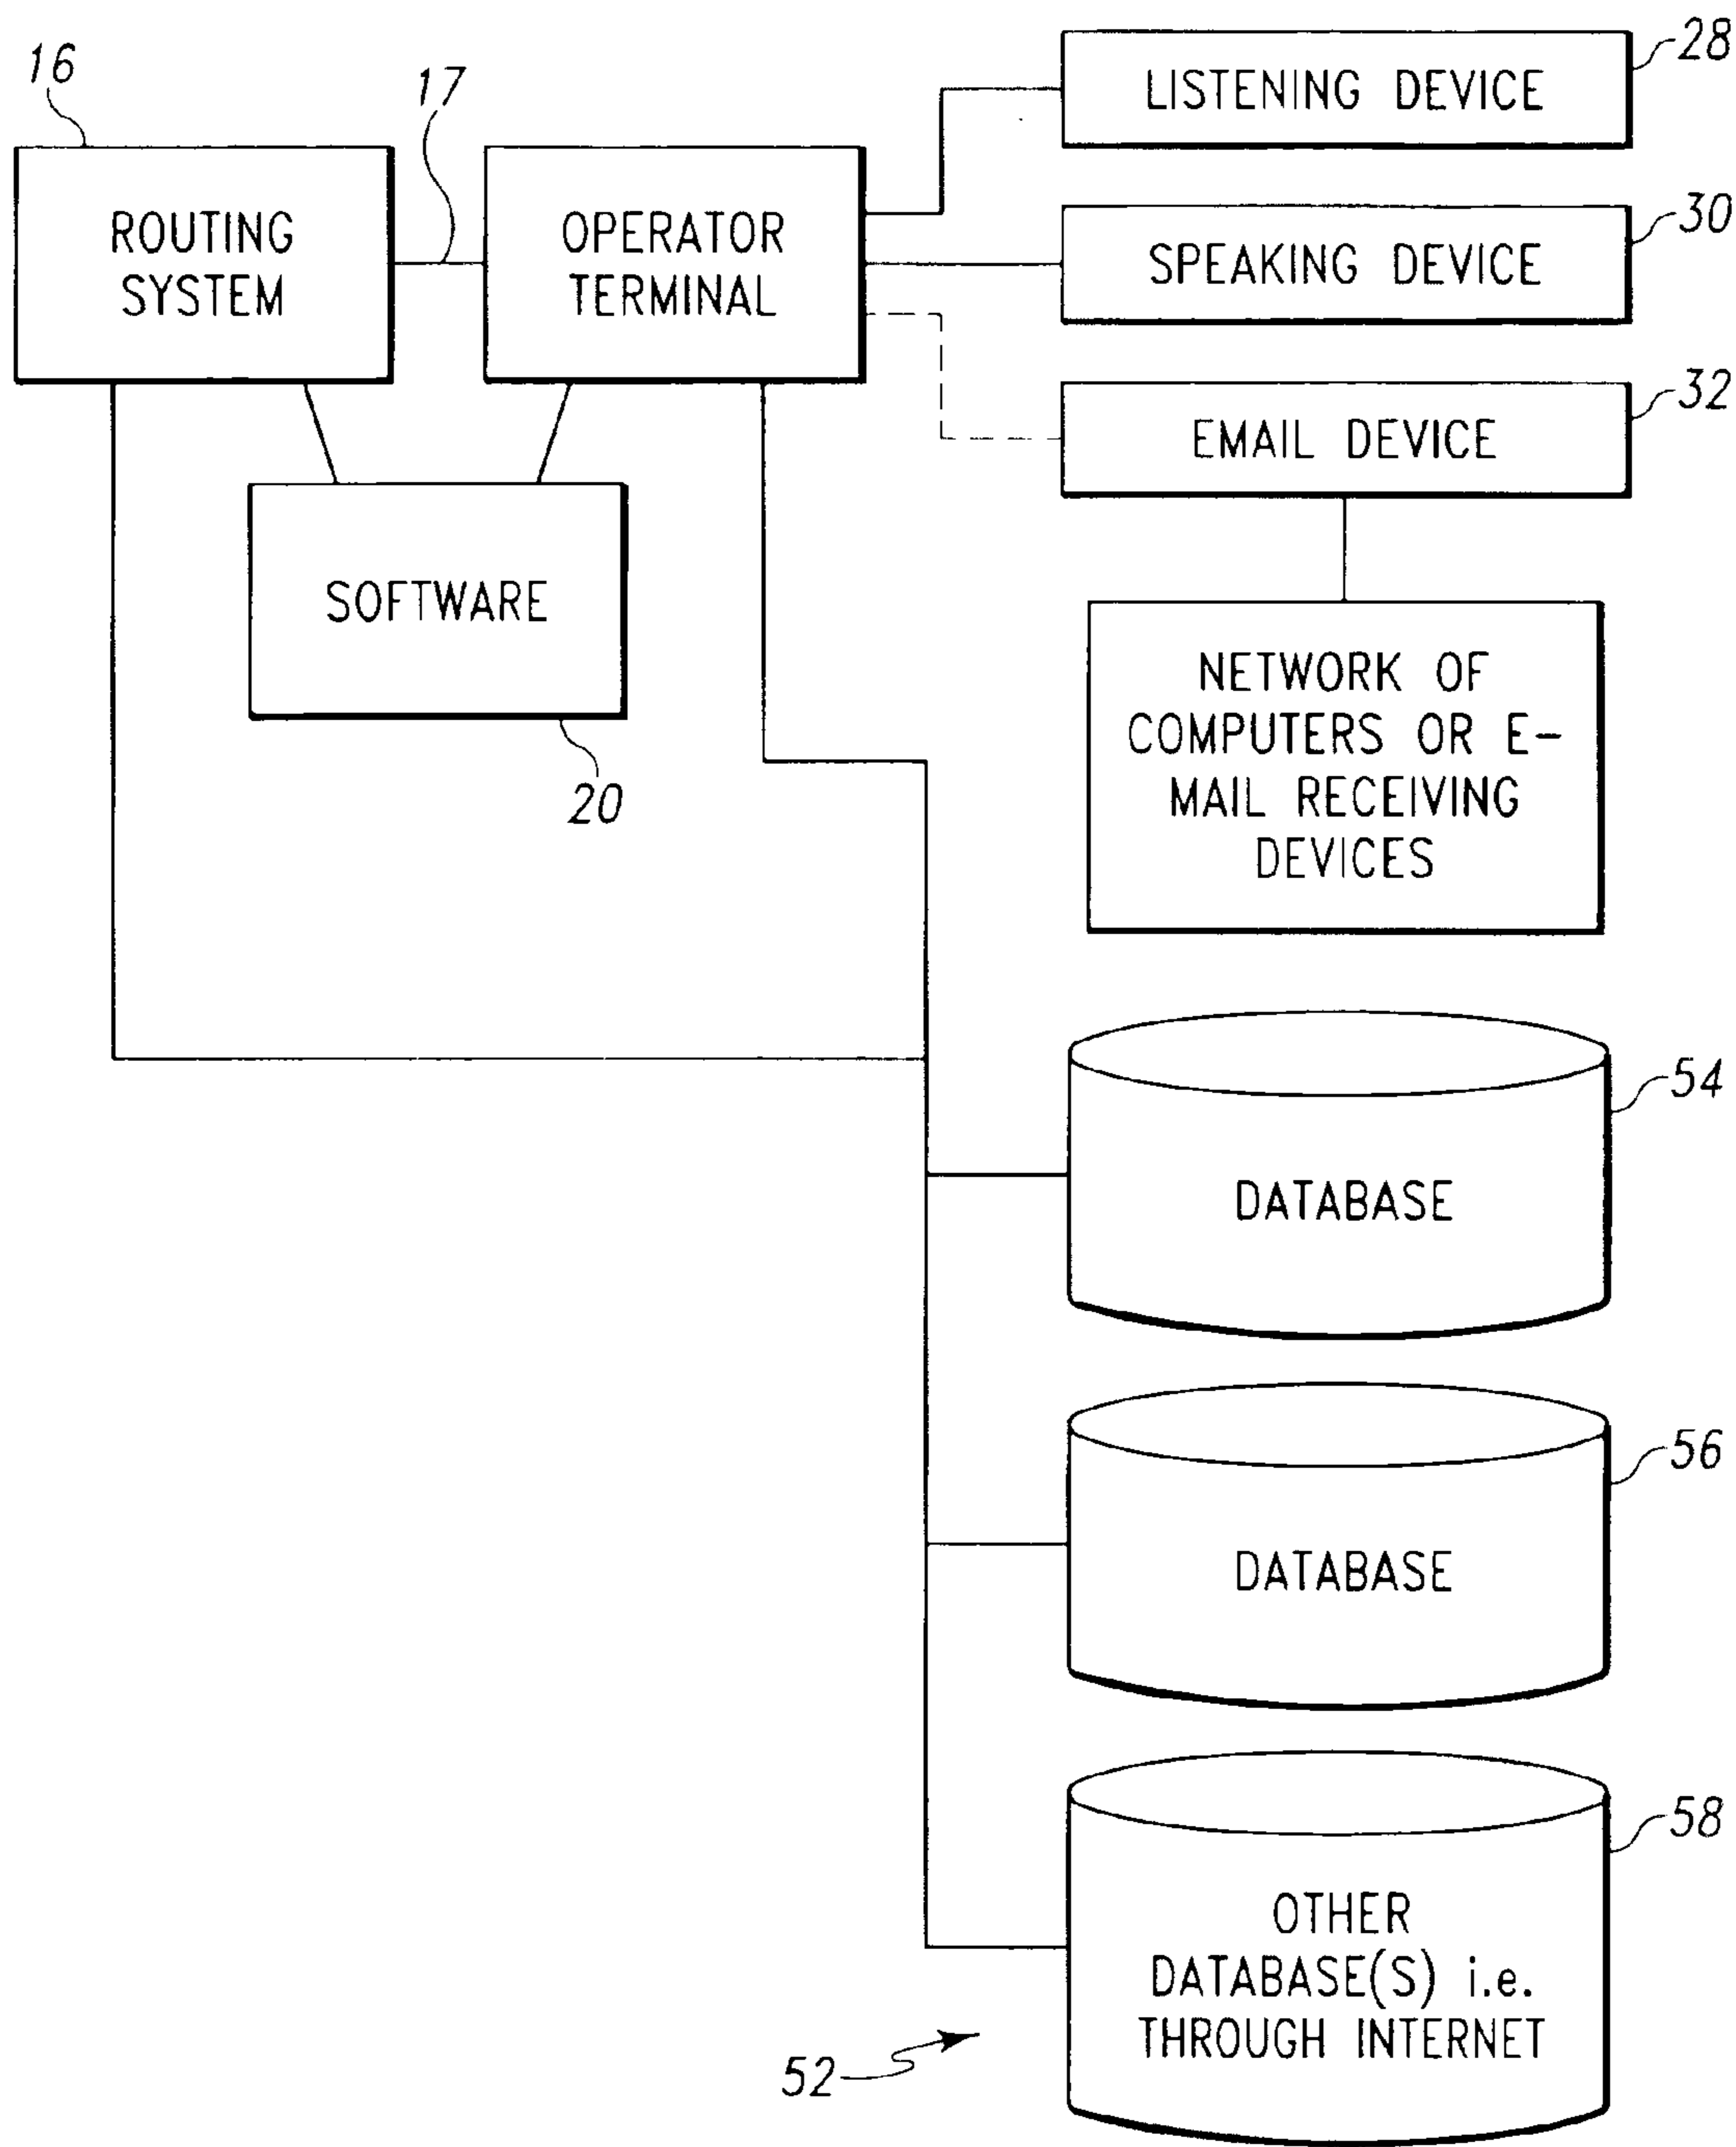 16
17
ROUTING
SYSTEM
OPERATOR
TERMINAL
LISTENING DEVICE
28
SPEAKING DEVICE
30
EMAIL DEVICE
32
SOFTWARE
20
NETWORK OF
COMPUTERS OR E-
MAIL RECEIVING
DEVICES
DATABASE
54
DATABASE
56
OTHER
DATABASE(S) i.e.
THROUGH INTERNET
58
52